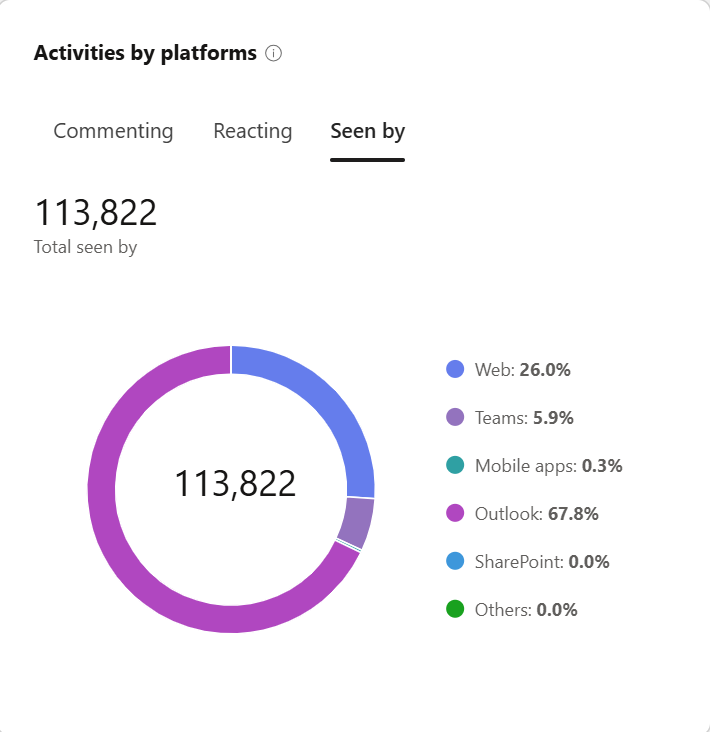 Activities by platforms
Commenting Reacting Seen by
113,822
Total seen by
113,822
Web: 26.0%
Teams: 5.9%
Mobile apps: 0.3%
Outlook: 67.8%
SharePoint: 0.0%
Others: 0.0%